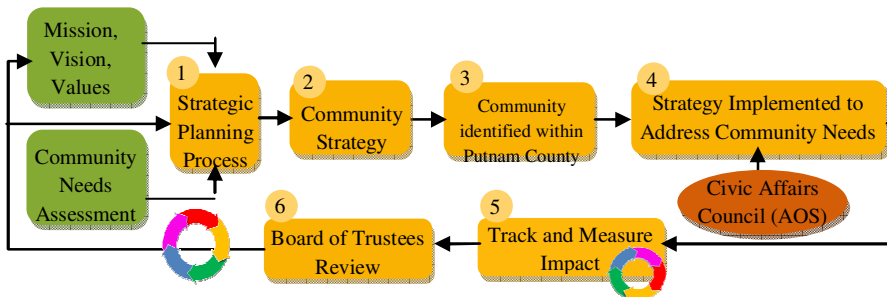 Mission,
Vision,
Values
Community
Needs
Assessment
1
Strategic
Planning
Process
2
Community
Strategy
3
Community
identified within
Putnam County
4
Strategy Implemented to
Address Community Needs
Civic Affairs
Council (AOS)
5
Track and Measure
Impact
6
Board of Trustees
Review